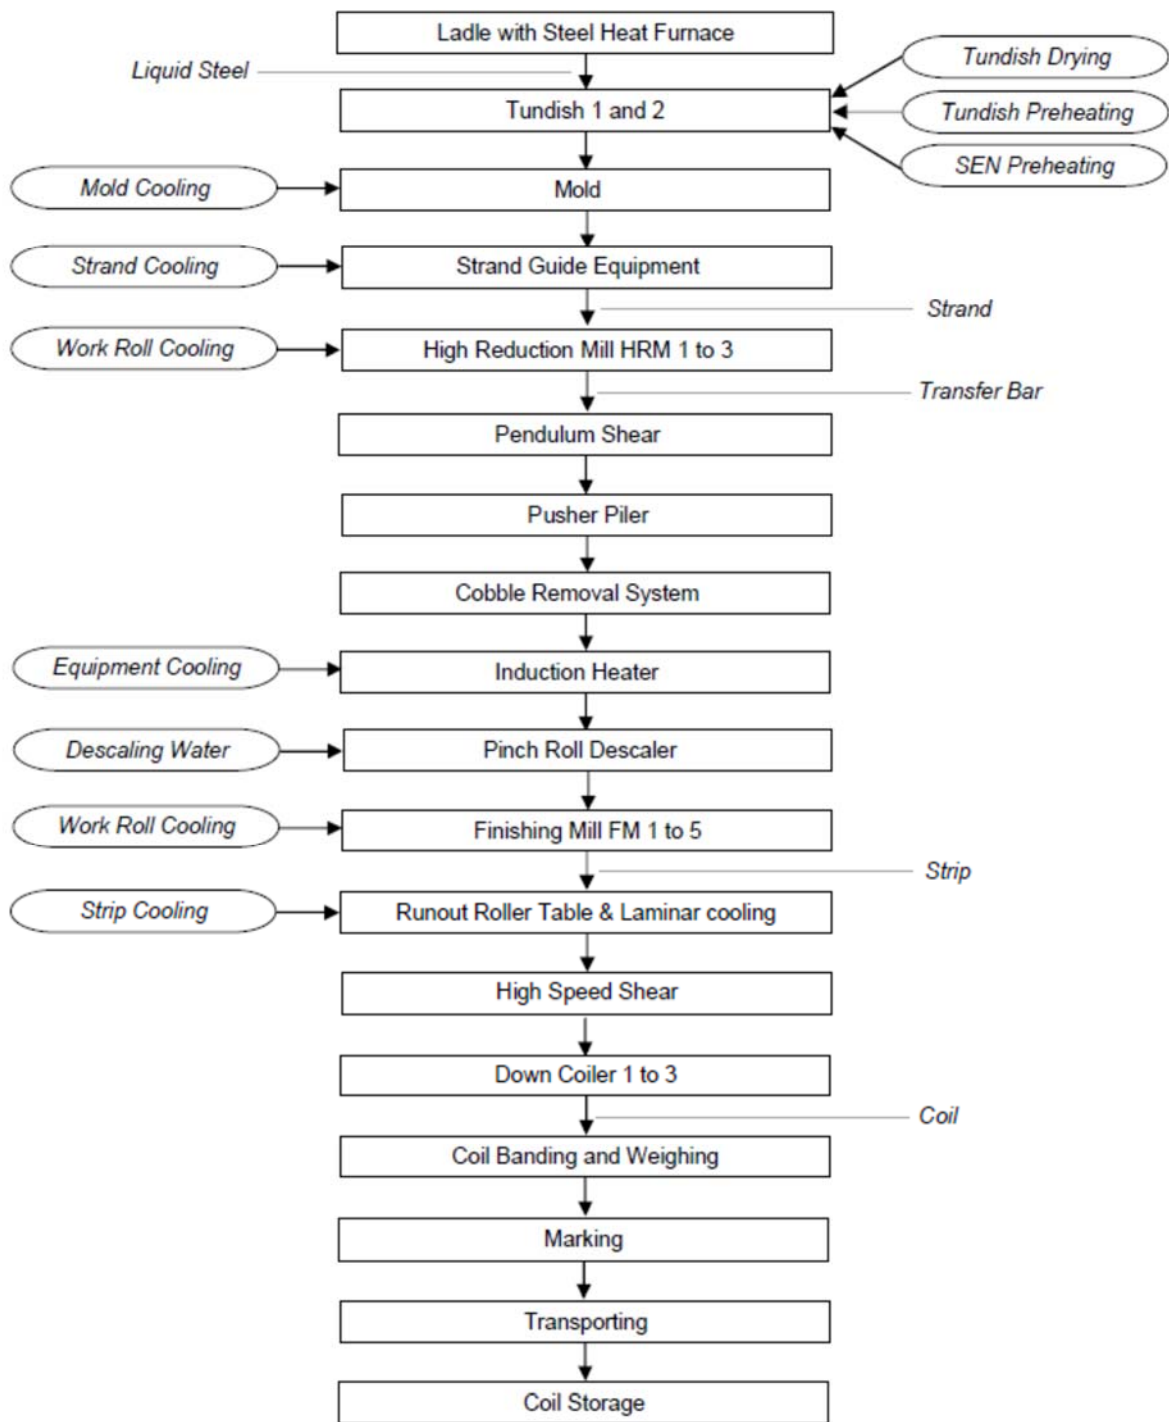 Ladle with Steel Heat Furnace
Liquid Steel
Tundish Drying
Tundish 1 and 2
Tundish Preheating
SEN Preheating
Mold Cooling
Mold
Strand Cooling
Strand Guide Equipment
Strand
Work Roll Cooling
High Reduction Mill HRM 1 to 3
Transfer Bar
Pendulum Shear
Pusher Piler
Cobble Removal System
Equipment Cooling
Induction Heater
Descaling Water
Pinch Roll Descaler
Work Roll Cooling
Finishing Mill FM 1 to 5
Strip
Strip Cooling
Runout Roller Table & Laminar cooling
High Speed Shear
Down Coiler 1 to 3
Coil
Coil Banding and Weighing
Marking
Transporting
Coil Storage